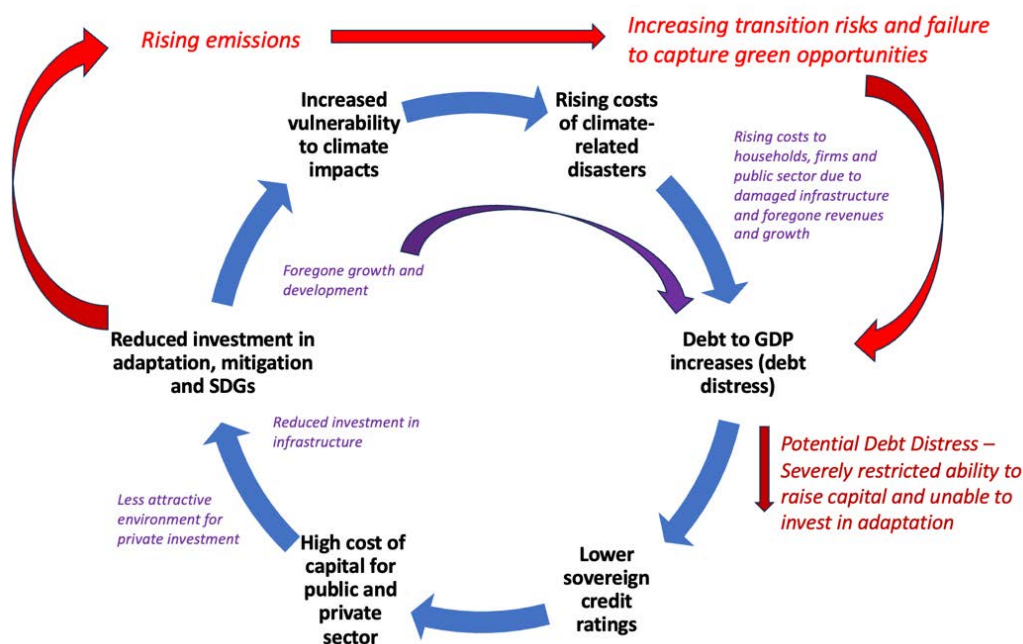 Rising emissions
Increasing transition risks and failure
to capture green opportunities
Increased
vulnerability
to climate
impacts
Rising costs
of climate-
related
disasters
Rising costs to
households, firms and
public sector due to
damaged infrastructure
and foregone revenues
and growth
Foregone growth and
development
Reduced investment in
adaptation, mitigation
and SDGs
Debt to GDP
increases (debt
distress)
Reduced investment in
infrastructure
Potential Debt Distress –
Severely restricted ability to
raise capital and unable to
invest in adaptation
Less attractive
environment for
private investment
High cost of
capital for
public and
private
sector
Lower
sovereign
credit
ratings